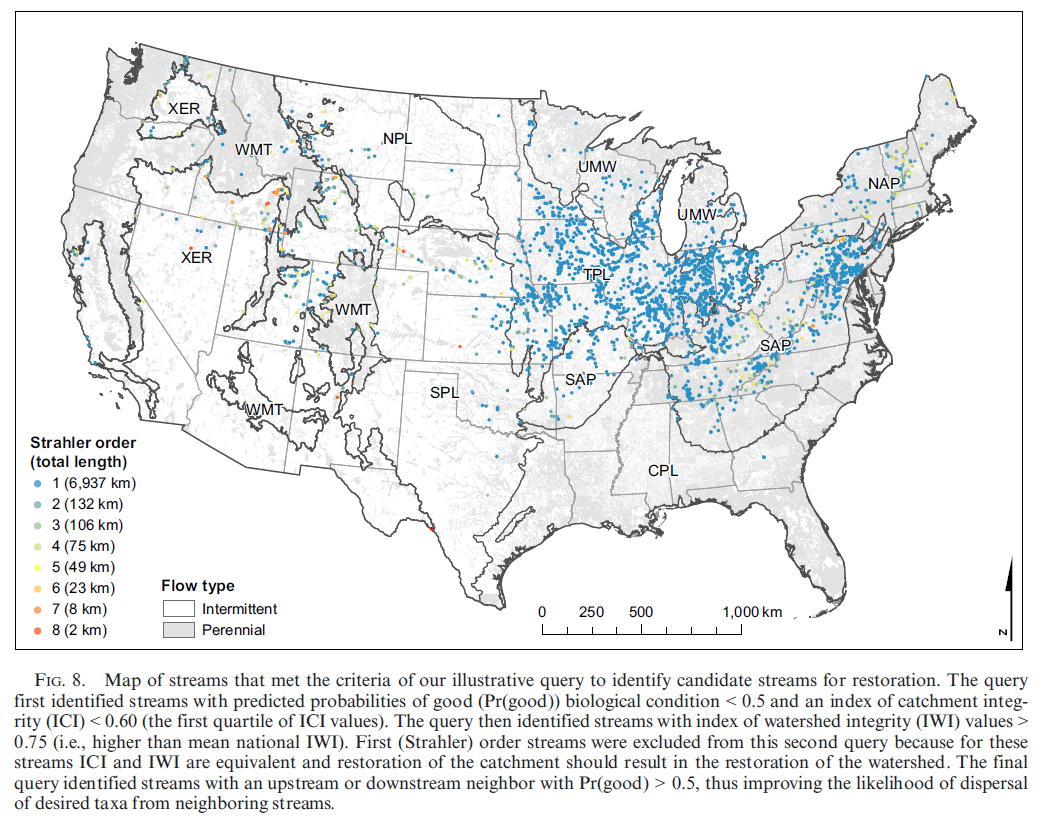 XER
WMT
NPL
UMW
UMW
NAP
XER
TPL
WMT
SAP
SAP
SPL
WMT
CPL
Strahler order
(total length)
1 (6,937 km)
2 (132 km)
3 (106 km)
4 (75 km)
5 (49 km)
6 (23 km)
7 (8 km)
8 (2 km)
Flow type
Intermittent
Perennial
0 250 500 1,000 km
N
FIG. 8. Map of streams that met the criteria of our illustrative query to identify candidate streams for restoration. The query
first identified streams with predicted probabilities of good (Pr(good)) biological condition < 0.5 and an index of catchment integ-
rity (ICI) < 0.60 (the first quartile of ICI values). The query then identified streams with index of watershed integrity (IWI) values >
0.75 (i.e., higher than mean national IWI). First (Strahler) order streams were excluded from this second query because for these
streams ICI and IWI are equivalent and restoration of the catchment should result in the restoration of the watershed. The final
query identified streams with an upstream or downstream neighbor with Pr(good) > 0.5, thus improving the likelihood of dispersal
of desired taxa from neighboring streams.